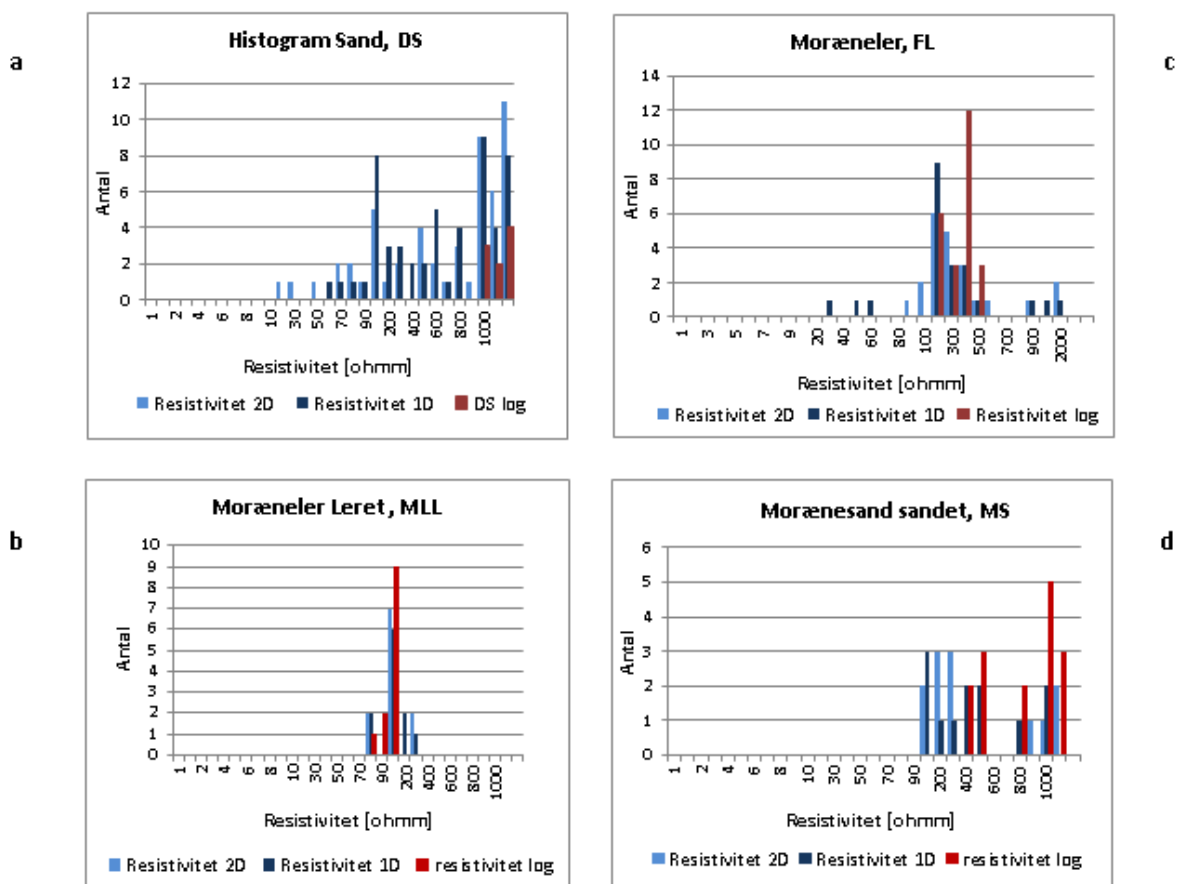 a
Histogram Sand, DS
12
10
8
6
4
2
0
Antal
1 2 4 6 8 10 30 50 70 90 200 400 600 800 1000
Resistivitet [ohmm]
Resistivitet 2D Resistivitet 1D DS log
c
Moræneler, FL
14
12
10
8
6
4
2
0
Antal
1 3 5 7 9 20 40 60 80 100 300 500 700 900 2000
Resistivitet [ohmm]
Resistivitet 2D Resistivitet 1D Resistivitet log
b
Moræneler Leret, MLL
10
9
8
7
6
5
4
3
2
1
0
Antal
1 2 4 6 8 10 30 50 70 90 200 400 600 800 1000
Resistivitet [ohmm]
Resistivitet 2D Resistivitet 1D resistivitet log
d
Morænesand sandet, MS
6
5
4
3
2
1
0
Antal
1 2 4 6 8 10 30 50 70 90 200 400 600 800 1000
Resistivitet [ohmm]
Resistivitet 2D Resistivitet 1D resistivitet log